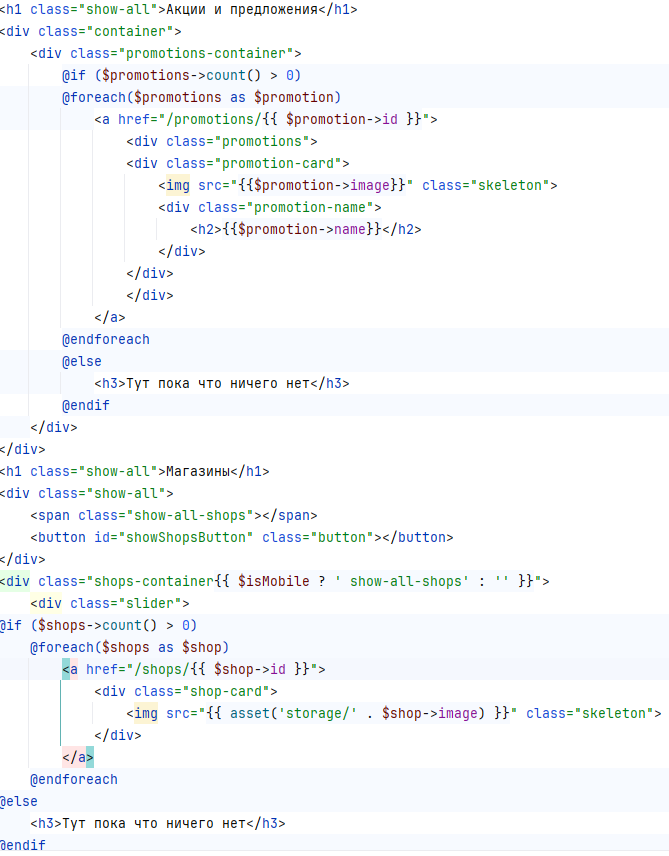 <h1 class="show-all">Акции и предложения</h1>
<div class="container">
    <div class="promotions-container">
        @if ($promotions->count() > 0)
        @foreach($promotions as $promotion)
            <a href="/promotions/{{ $promotion->id }}">
                <div class="promotions">
                <div class="promotion-card">
                    <img src="{{$promotion->image}}" class="skeleton">
                    <div class="promotion-name">
                        <h2>{{$promotion->name}}</h2>
                    </div>
                </div>
                </div>
            </a>
        @endforeach
        @else
            <h3>Тут пока что ничего нет</h3>
        @endif
    </div>
</div>
<h1 class="show-all">Магазины</h1>
<div class="show-all">
    <span class="show-all-shops"></span>
    <button id="showShopsButton" class="button"></button>
</div>
<div class="shops-container{{ $isMobile ? ' show-all-shops' : '' }}">
    <div class="slider">
@if ($shops->count() > 0)
    @foreach($shops as $shop)
        <a href="/shops/{{ $shop->id }}">
            <div class="shop-card">
                <img src="{{ asset('storage/' . $shop->image) }}" class="skeleton">
            </div>
        </a>
    @endforeach
@else
    <h3>Тут пока что ничего нет</h3>
@endif